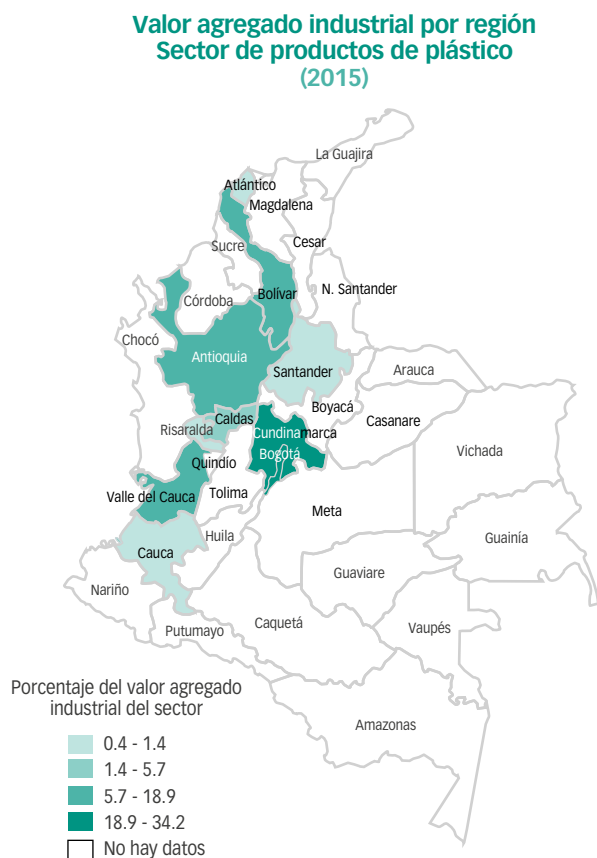 Valor agregado industrial por región
Sector de productos de plástico
(2015)
La Guajira
Atlántico
Magdalena
Sucre
Cesar
Bolívar
N. Santander
Córdoba
Chocó
Antioquia
Arauca
Santander
Boyacá
Caldas
Casanare
Risaralda
Cundinamarca
Vichada
Bogotá
Quindío
Tolima
Valle del Cauca
Meta
Huila
Guainía
Cauca
Guaviare
Nariño
Caquetá
Vaupés
Putumayo
Amazonas
Porcentaje del valor agregado
industrial del sector
0.4 - 1.4
1.4 - 5.7
5.7 - 18.9
18.9 - 34.2
No hay datos